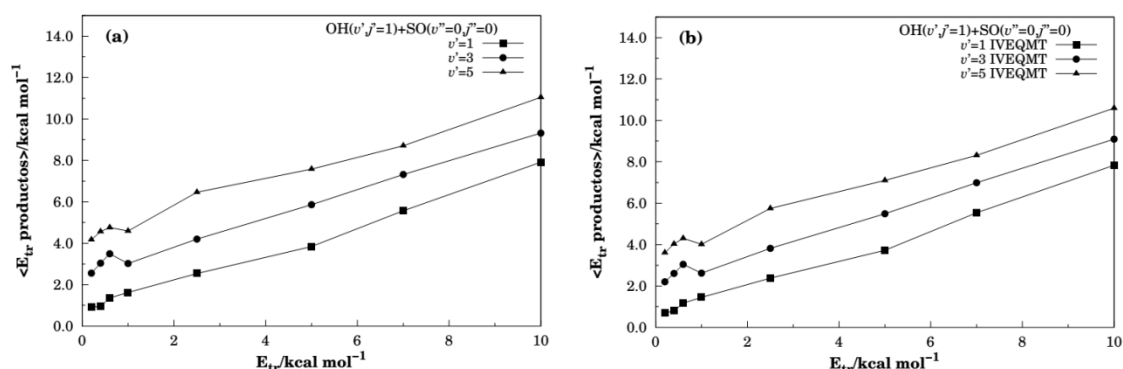 (a)
OH(v',j'=1)+SO(v''=0,j''=0)
v'=1
v'=3
v'=5
<E_tr productos>/kcal mol⁻¹
14.0
12.0
10.0
8.0
6.0
4.0
2.0
0.0
0 2 4 6 8 10
E_tr/kcal mol⁻¹
(b)
OH(v',j'=1)+SO(v''=0,j''=0)
v'=1 IVEQMT
v'=3 IVEQMT
v'=5 IVEQMT
<E_tr productos>/kcal mol⁻¹
14.0
12.0
10.0
8.0
6.0
4.0
2.0
0.0
0 2 4 6 8 10
E_tr/kcal mol⁻¹